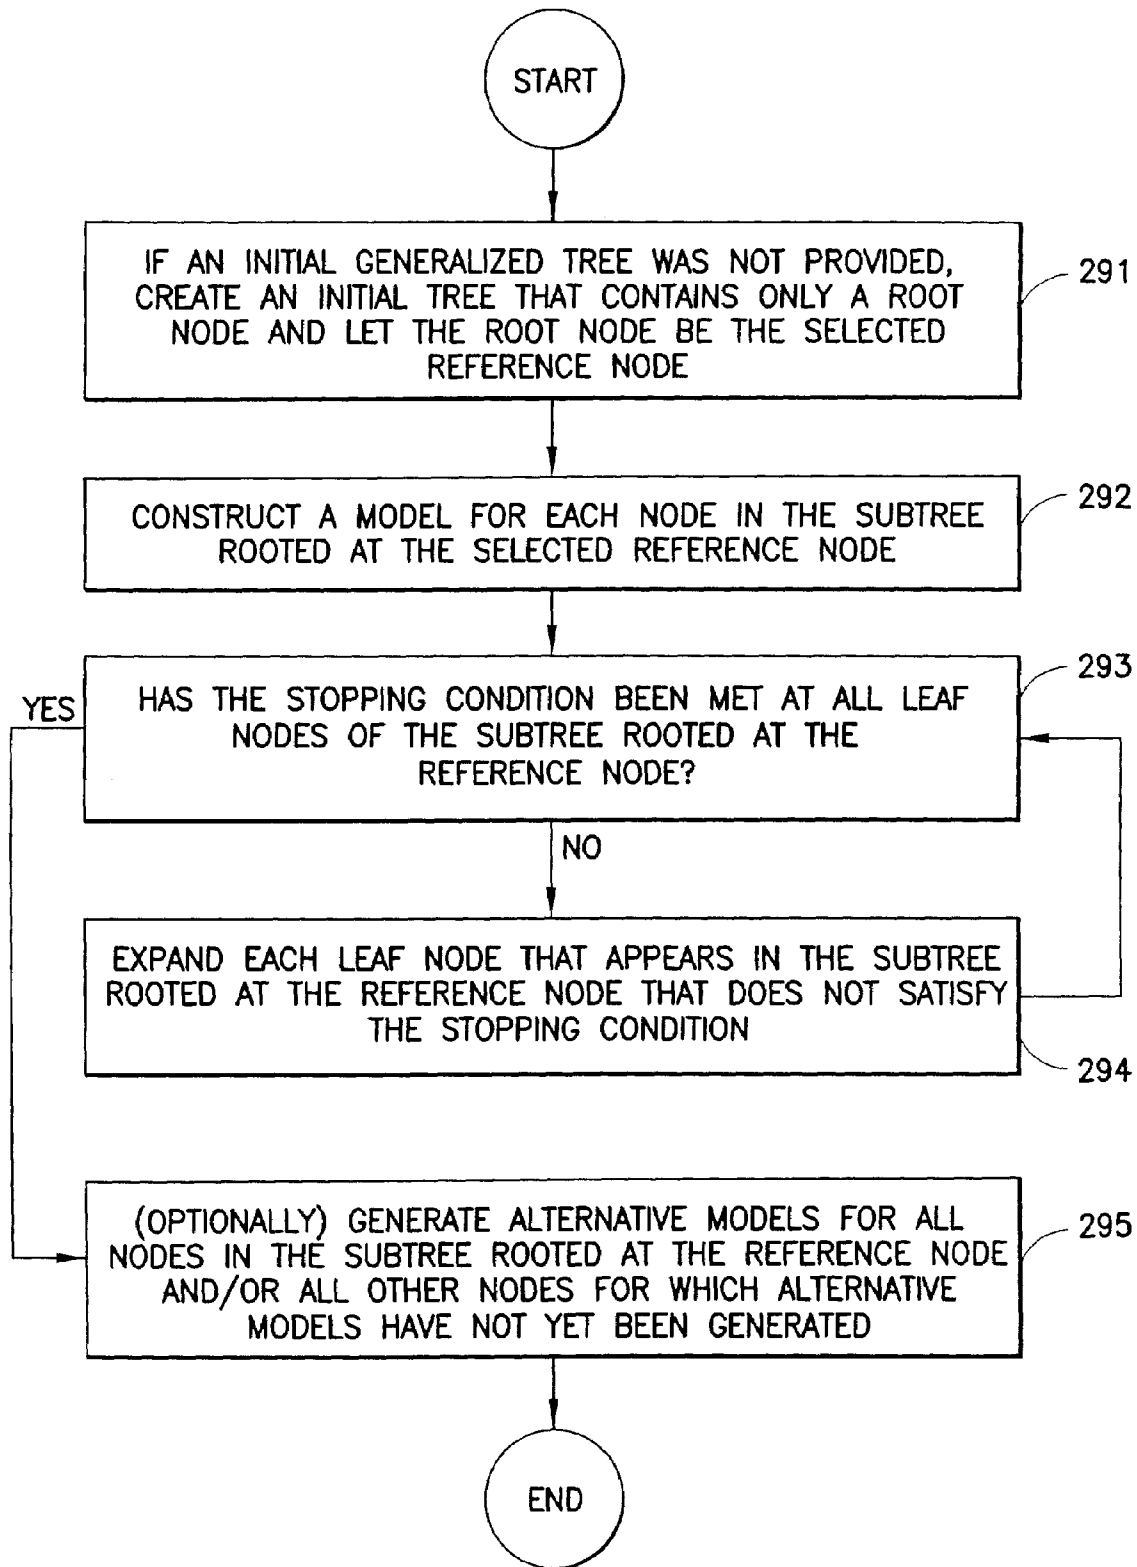 START
IF AN INITIAL GENERALIZED TREE WAS NOT PROVIDED,
CREATE AN INITIAL TREE THAT CONTAINS ONLY A ROOT
NODE AND LET THE ROOT NODE BE THE SELECTED
REFERENCE NODE
291
CONSTRUCT A MODEL FOR EACH NODE IN THE SUBTREE
ROOTED AT THE SELECTED REFERENCE NODE
292
HAS THE STOPPING CONDITION BEEN MET AT ALL LEAF
NODES OF THE SUBTREE ROOTED AT THE
REFERENCE NODE?
293
YES
NO
EXPAND EACH LEAF NODE THAT APPEARS IN THE SUBTREE
ROOTED AT THE REFERENCE NODE THAT DOES NOT SATISFY
THE STOPPING CONDITION
294
(OPTIONALLY) GENERATE ALTERNATIVE MODELS FOR ALL
NODES IN THE SUBTREE ROOTED AT THE REFERENCE NODE
AND/OR ALL OTHER NODES FOR WHICH ALTERNATIVE
MODELS HAVE NOT YET BEEN GENERATED
295
END